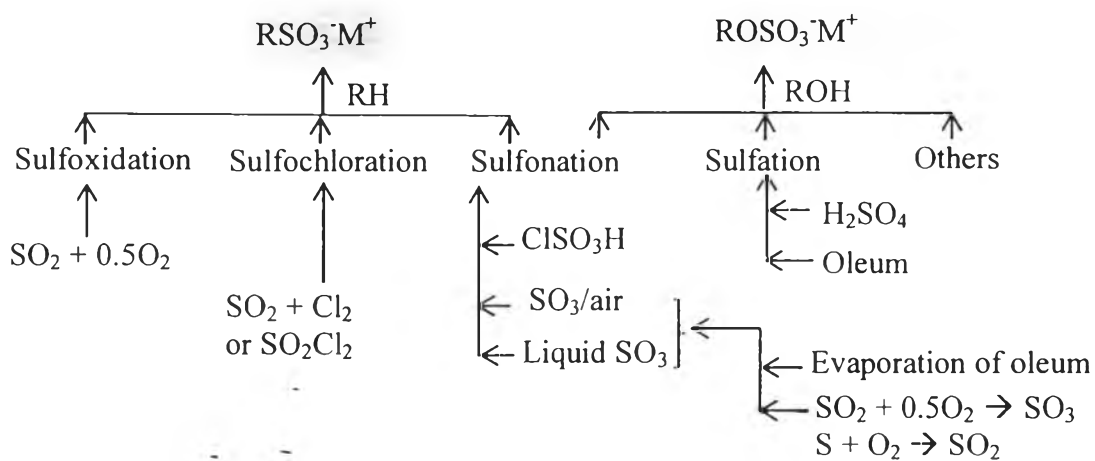 RSO₃⁻M⁺ ROSO₃⁻M⁺
RH ROH
Sulfoxidation Sulfochloration Sulfonation Sulfation Others
SO₂ + 0.5O₂
SO₂ + Cl₂
or SO₂Cl₂
ClSO₃H
SO₃/air
Liquid SO₃
H₂SO₄
Oleum
Evaporation of oleum
SO₂ + 0.5O₂ → SO₃
S + O₂ → SO₂